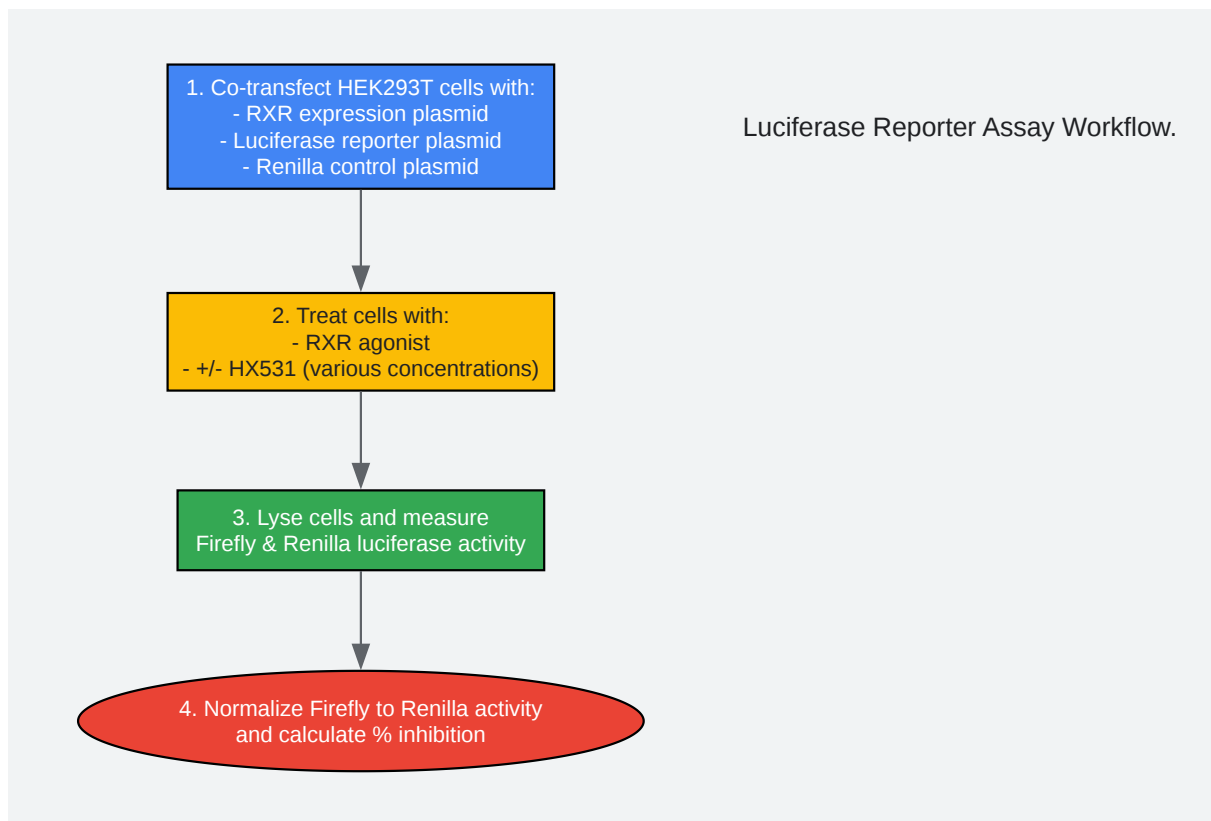 1. Co-transfect HEK293T cells with:
- RXR expression plasmid
- Luciferase reporter plasmid
- Renilla control plasmid
Luciferase Reporter Assay Workflow.
2. Treat cells with:
- RXR agonist
- +/- HX531 (various concentrations)
3. Lyse cells and measure
Firefly & Renilla luciferase activity
4. Normalize Firefly to Renilla activity
and calculate % inhibition